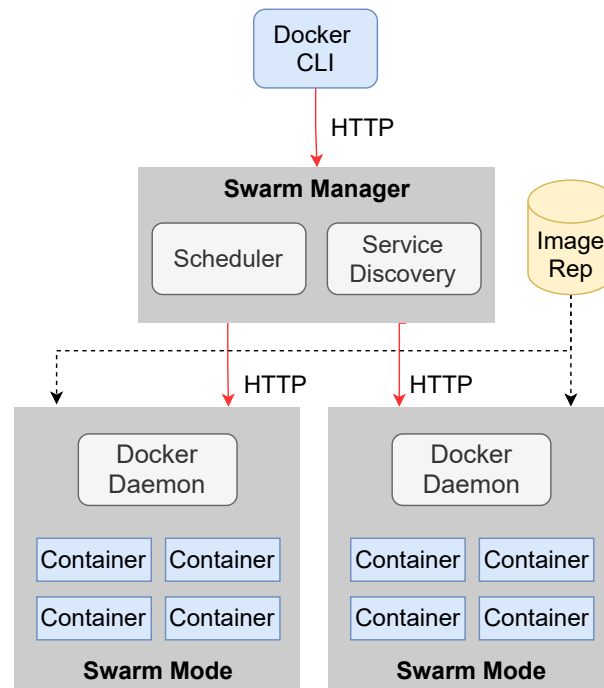 Docker
CLI
HTTP
Swarm Manager
Scheduler
Service
Discovery
Image
Rep
HTTP
HTTP
Docker
Daemon
Container
Container
Container
Container
Swarm Mode
Docker
Daemon
Container
Container
Container
Container
Swarm Mode